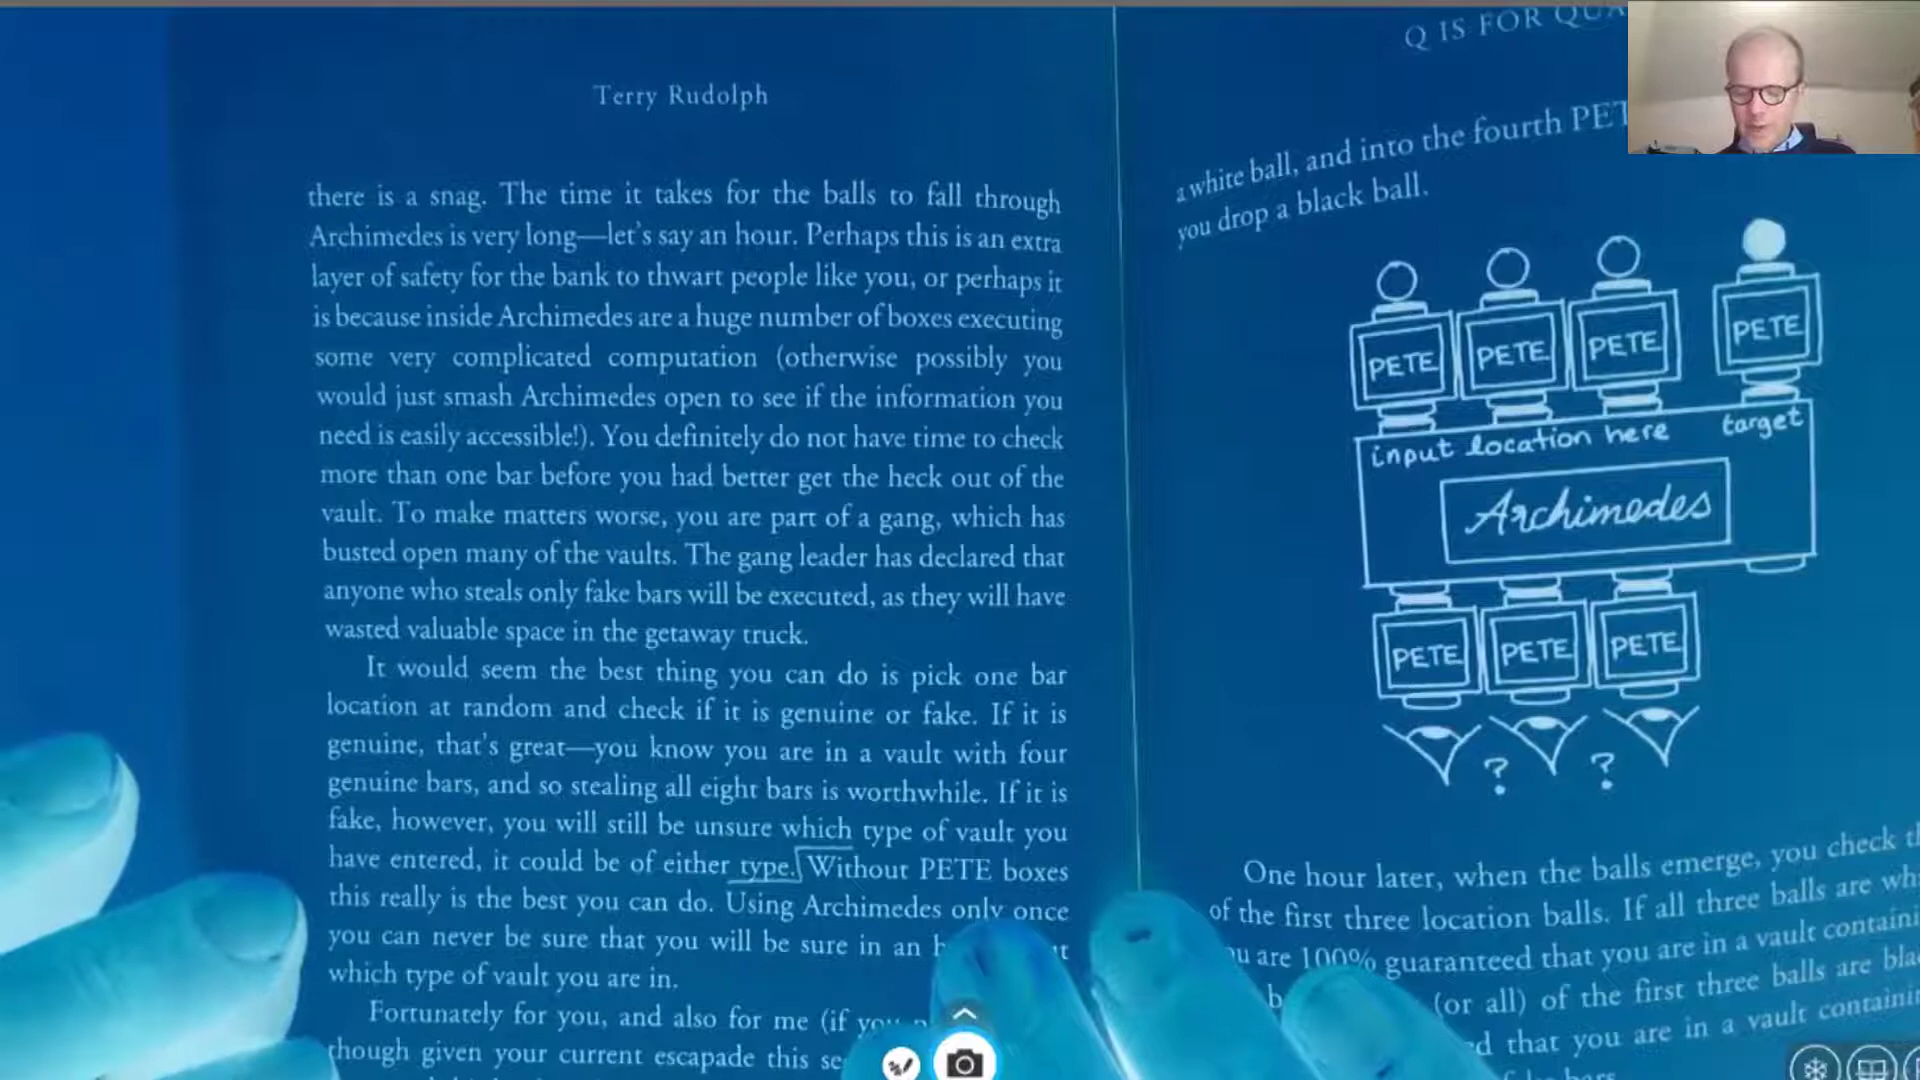 Terry Rudolph
there is a snag. The time it takes for the balls to fall through
Archimedes is very long—let's say an hour. Perhaps this is an extra
layer of safety for the bank to thwart people like you, or perhaps it
is because inside Archimedes are a huge number of boxes executing
some very complicated computation (otherwise possibly you
would just smash Archimedes open to see if the information you
need is easily accessible!). You definitely do not have time to check
more than one bar before you had better get the heck out of the
vault. To make matters worse, you are part of a gang, which has
busted open many of the vaults. The gang leader has declared that
anyone who steals only fake bars will be executed, as they will have
wasted valuable space in the getaway truck.
It would seem the best thing you can do is pick one bar
location at random and check if it is genuine or fake. If it is
genuine, that's great—you know you are in a vault with four
genuine bars, and so stealing all eight bars is worthwhile. If it is
fake, however, you will still be unsure which type of vault you
have entered, it could be of either type. Without PETE boxes
this really is the best you can do. Using Archimedes only once
you can never be sure that you will be sure in an
which type of vault you are in.
Fortunately for you, and also for me (if you
though given your current escapade this
Q IS FOR
a white ball, and into the fourth
you drop a black ball.
PETE PETE PETE PETE
input location here target
Archimedes
PETE PETE PETE
? ?
One hour later, when the balls emerge, you check
of the first three location balls. If all three balls are
are 100% guaranteed that you are in a vault
(or all) of the first three balls are
that you are in a vault